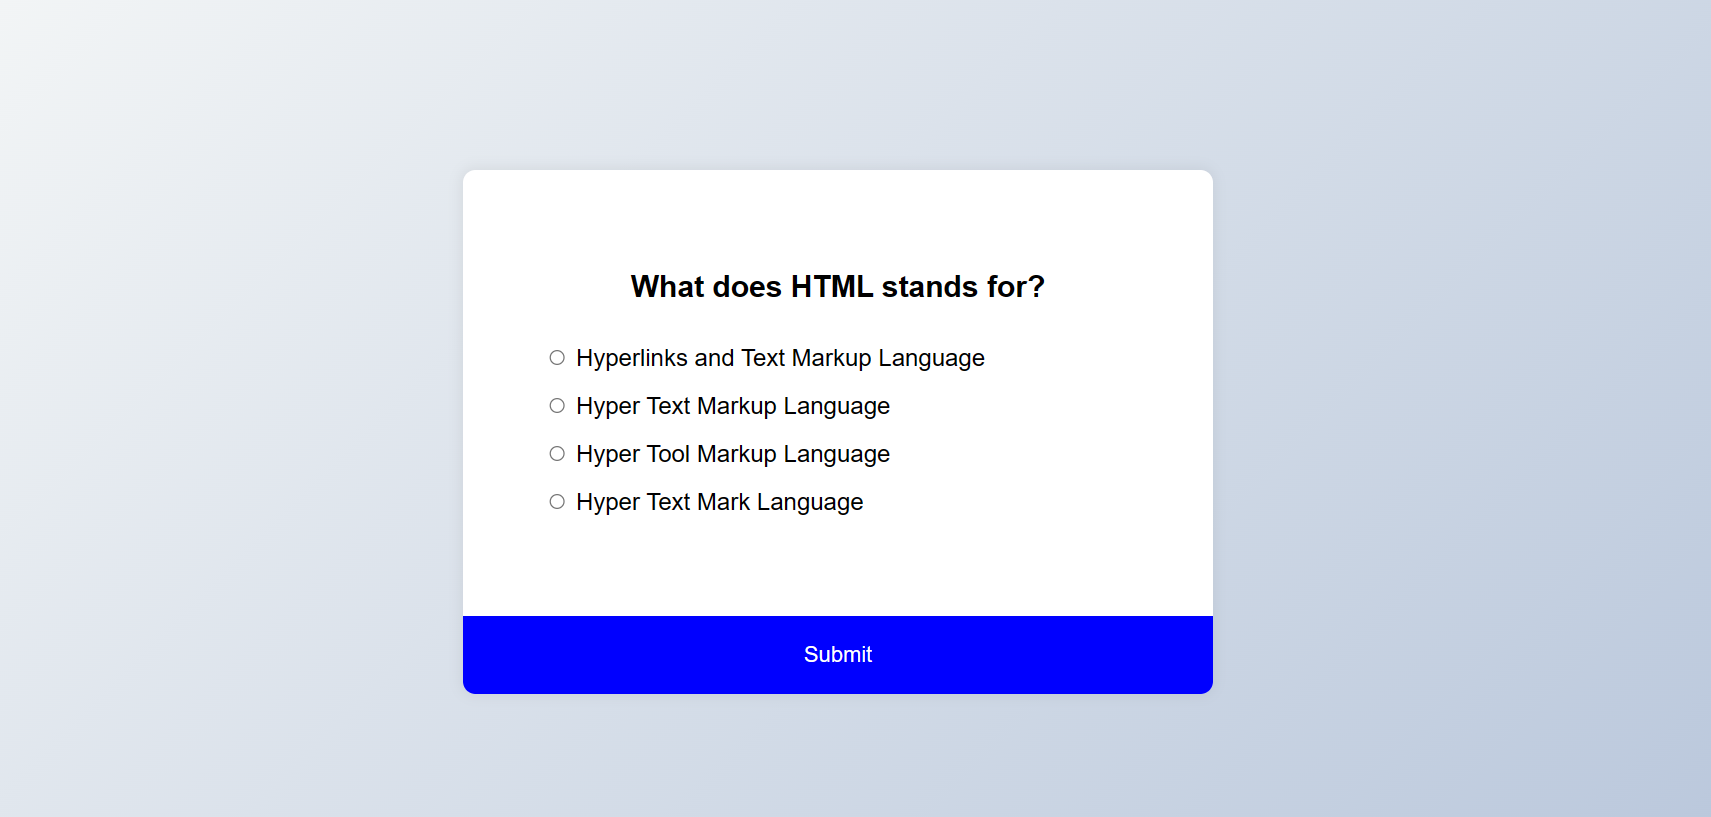 What does HTML stands for?
Hyperlinks and Text Markup Language
Hyper Text Markup Language
Hyper Tool Markup Language
Hyper Text Mark Language
Submit